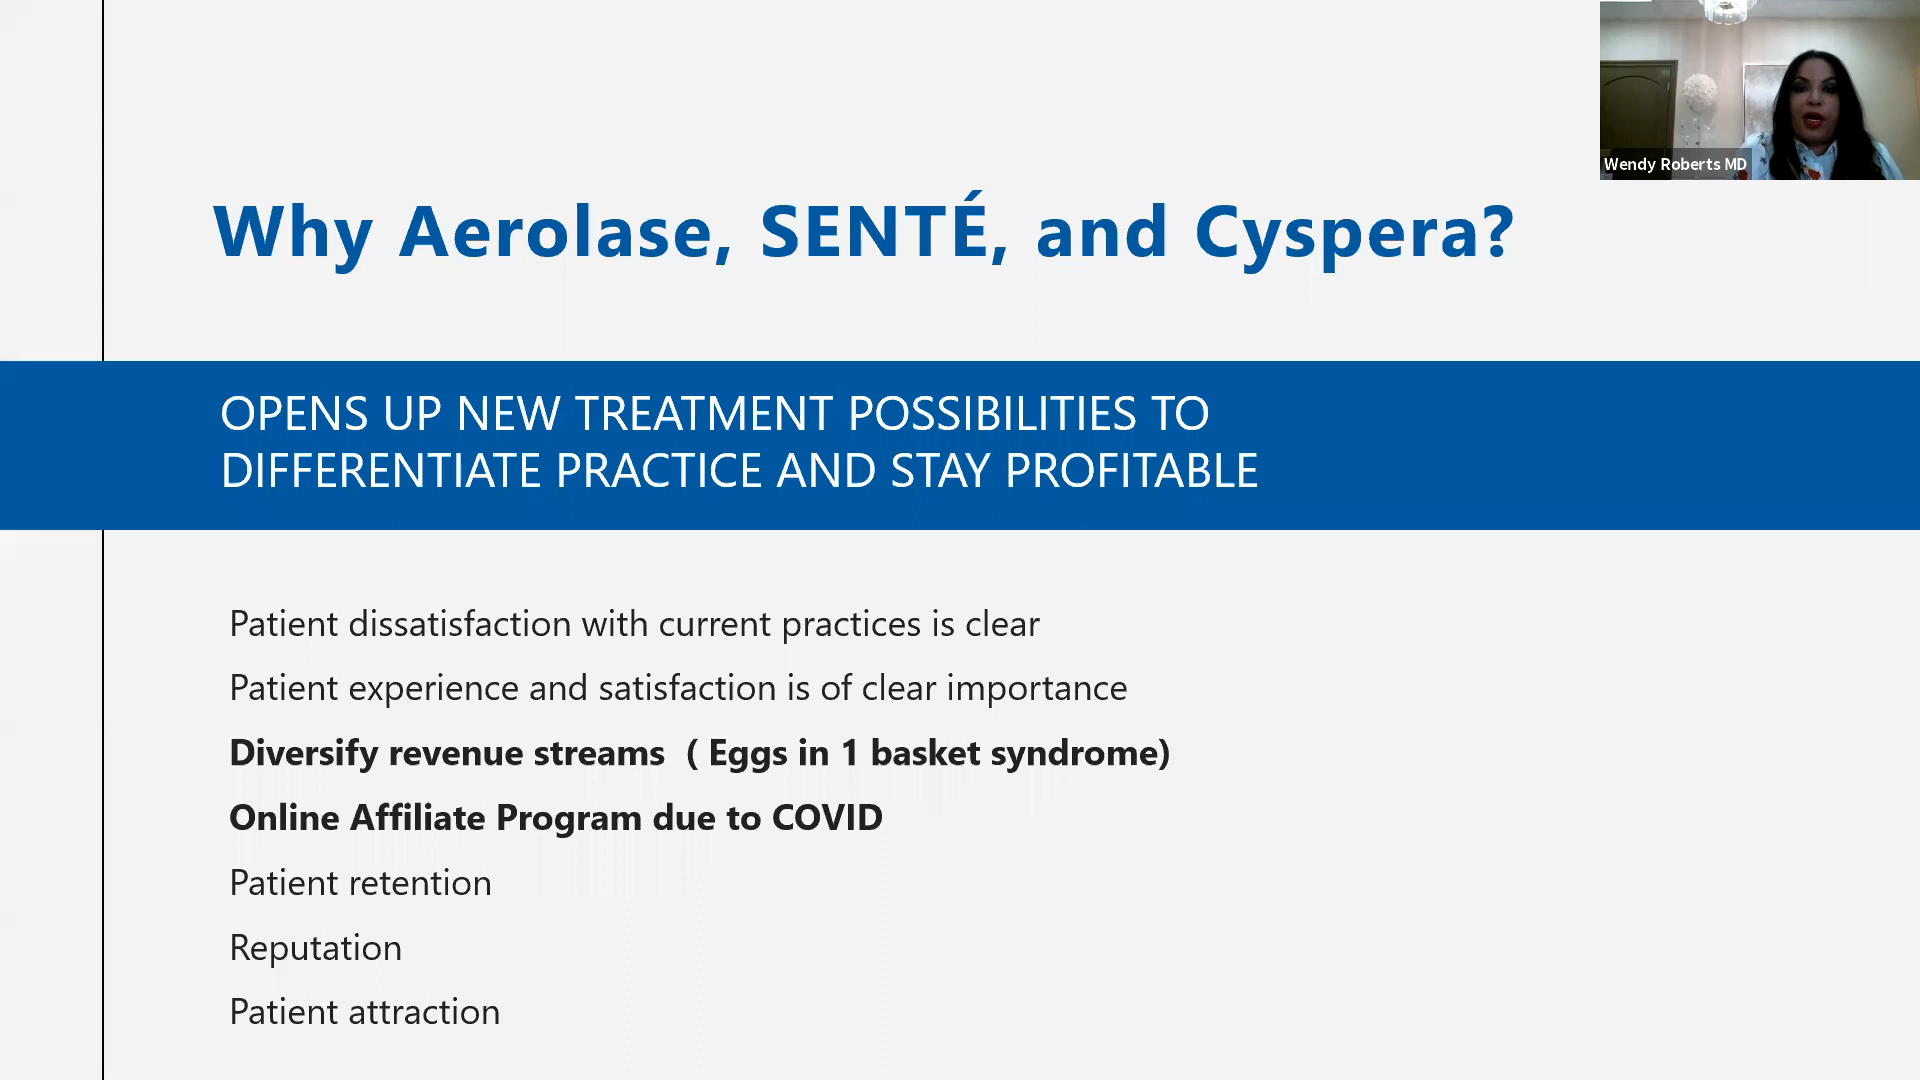 Wendy Roberts MD
Why Aerolase, SENTÉ, and Cyspera?
OPENS UP NEW TREATMENT POSSIBILITIES TO
DIFFERENTIATE PRACTICE AND STAY PROFITABLE
Patient dissatisfaction with current practices is clear
Patient experience and satisfaction is of clear importance
Diversify revenue streams  ( Eggs in 1 basket syndrome)
Online Affiliate Program due to COVID
Patient retention
Reputation
Patient attraction